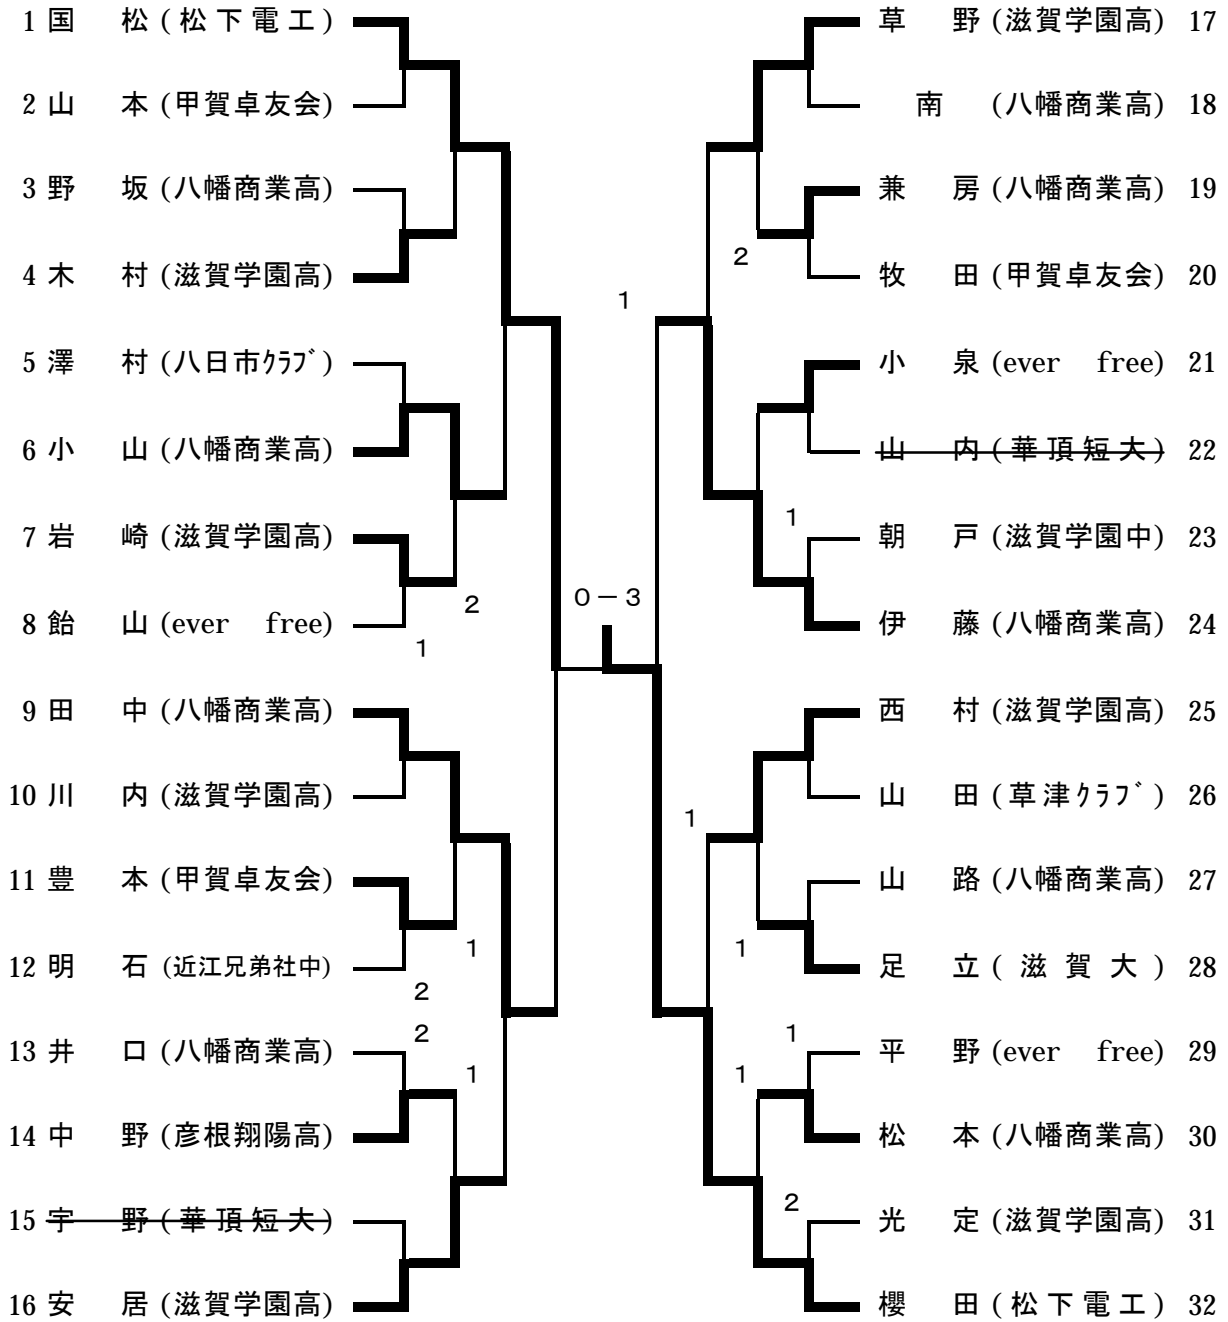 1 国 松 (松下電工)
2 山 本 (甲賀卓友会)
3 野 坂 (八幡商業高)
4 木 村 (滋賀学園高)
5 澤 村 (八日市ｸﾗﾌﾞ)
6 小 山 (八幡商業高)
7 岩 崎 (滋賀学園高)
2
8 飴 山 (ever free)
1
9 田 中 (八幡商業高)
10 川 内 (滋賀学園高)
11 豊 本 (甲賀卓友会)
1
12 明 石 (近江兄弟社中)
2
2
13 井 口 (八幡商業高)
1
14 中 野 (彦根翔陽高)
15 宇 野 (華頂短大)
16 安 居 (滋賀学園高)
0－3
草 野 (滋賀学園高) 17
南 (八幡商業高) 18
兼 房 (八幡商業高) 19
2
牧 田 (甲賀卓友会) 20
1
小 泉 (ever free) 21
山 内 (華頂短大) 22
1
朝 戸 (滋賀学園中) 23
伊 藤 (八幡商業高) 24
西 村 (滋賀学園高) 25
山 田 (草津ｸﾗﾌﾞ) 26
1
山 路 (八幡商業高) 27
1
足 立 (滋賀大) 28
1
平 野 (ever free) 29
1
松 本 (八幡商業高) 30
2
光 定 (滋賀学園高) 31
櫻 田 (松下電工) 32